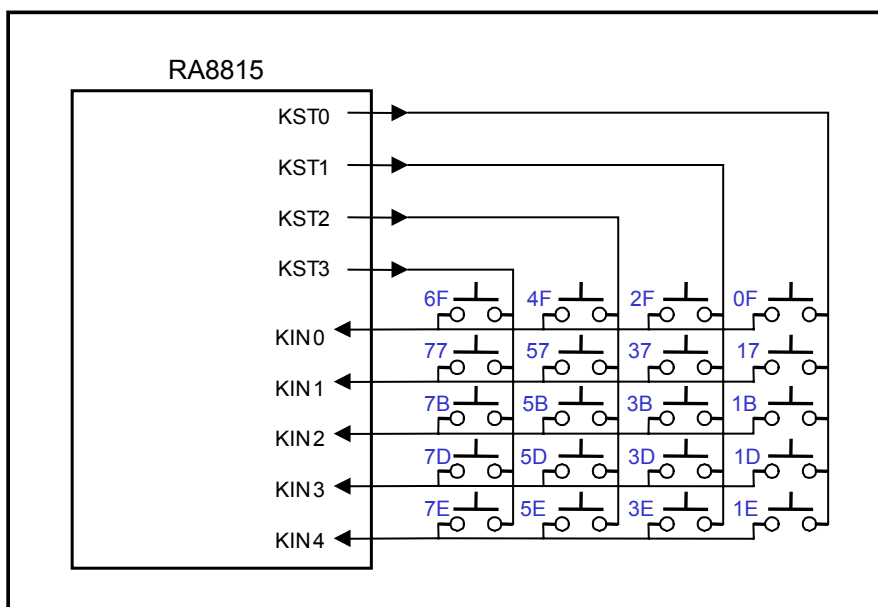 RA8815
KST0
KST1
KST2
KST3
6F 4F 2F 0F
KIN0
77 57 37 17
KIN1
7B 5B 3B 1B
KIN2
7D 5D 3D 1D
KIN3
7E 5E 3E 1E
KIN4